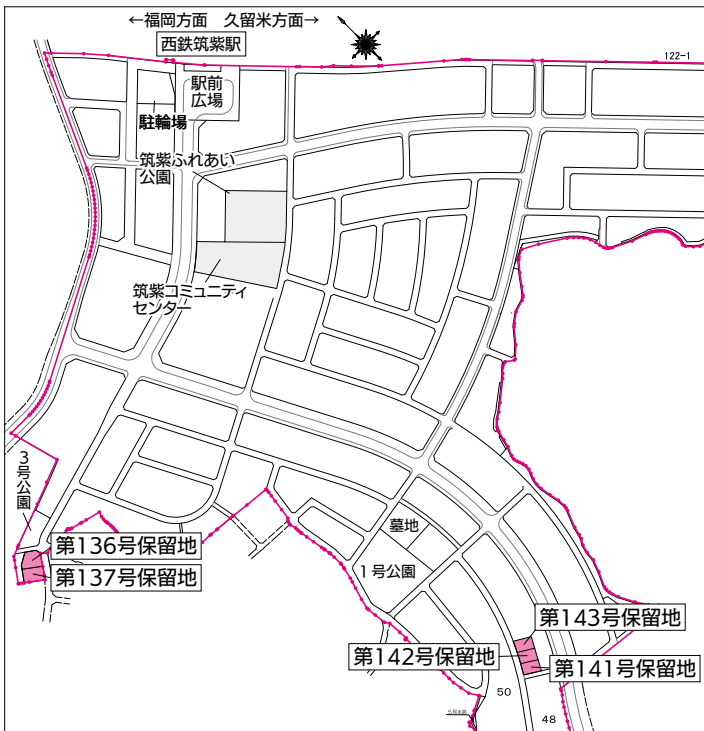 ←福岡方面 久留米方面→
西鉄筑紫駅
122-1
駅前
広場
駐輪場
筑紫ふれあい
公園
筑紫コミュニティ
センター
3号公園
第136号保留地
第137号保留地
墓地
1号公園
第143号保留地
第142号保留地
第141号保留地
50
48